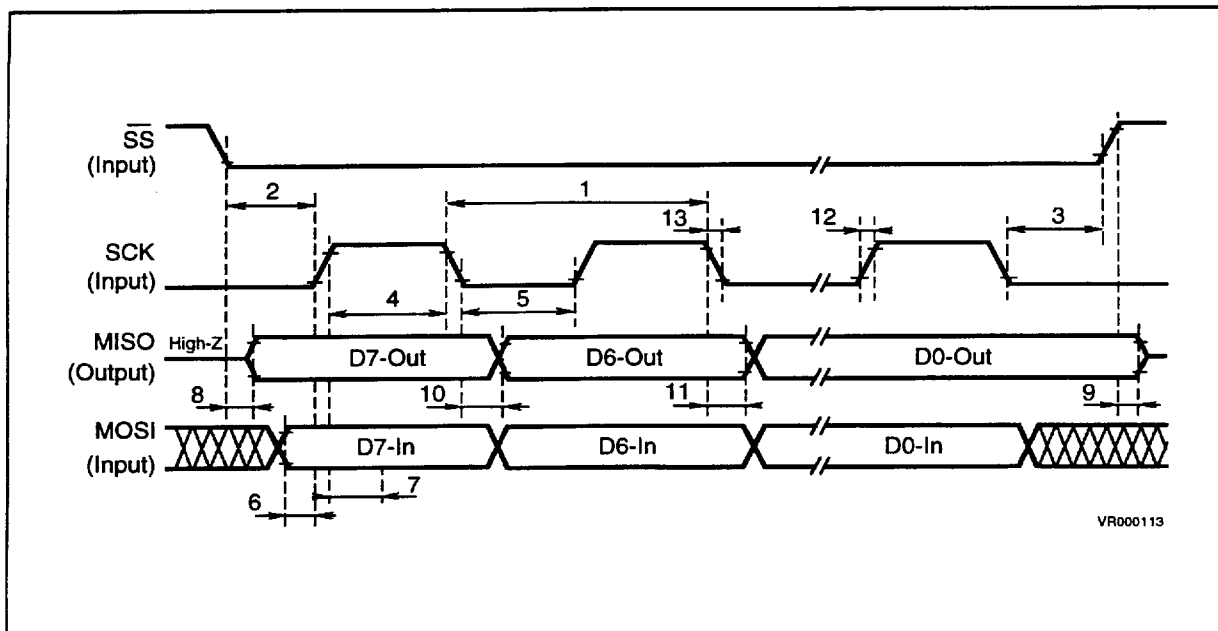 SS
(Input)
2
1
13
12
3
SCK
(Input)
4
5
MISO
High-Z
(Output)
D7-Out
D6-Out
D0-Out
8
10
11
9
MOSI
(Input)
D7-In
D6-In
D0-In
7
6
VR000113